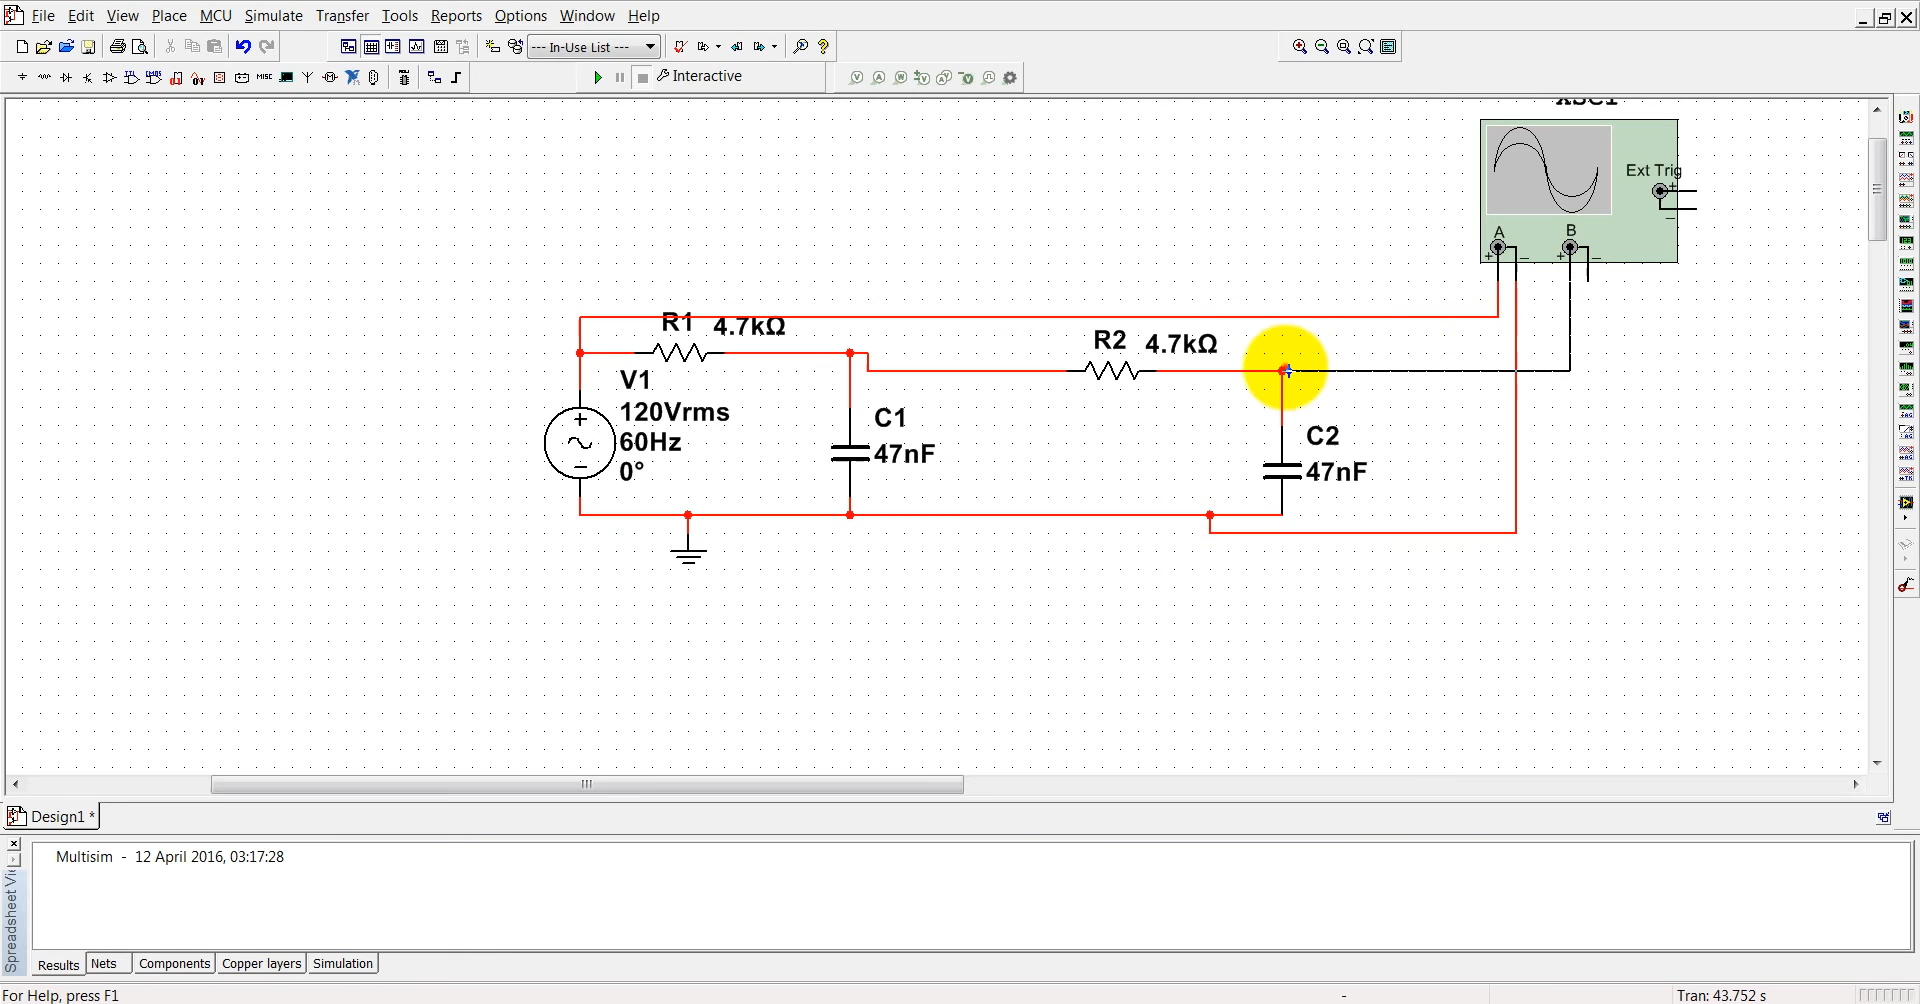 File Edit View Place MCU Simulate Transfer Tools Reports Options Window Help
--- In-Use List ---
Interactive
XSC1
Ext Trig
+
−
A B
+ − + −
R1 4.7kΩ
R2 4.7kΩ
V1
120Vrms
60Hz
0°
C1
47nF
C2
47nF
Design1 *
Multisim - 12 April 2016, 03:17:28
Results Nets Components Copper layers Simulation
For Help, press F1
-
Tran: 43.752 s